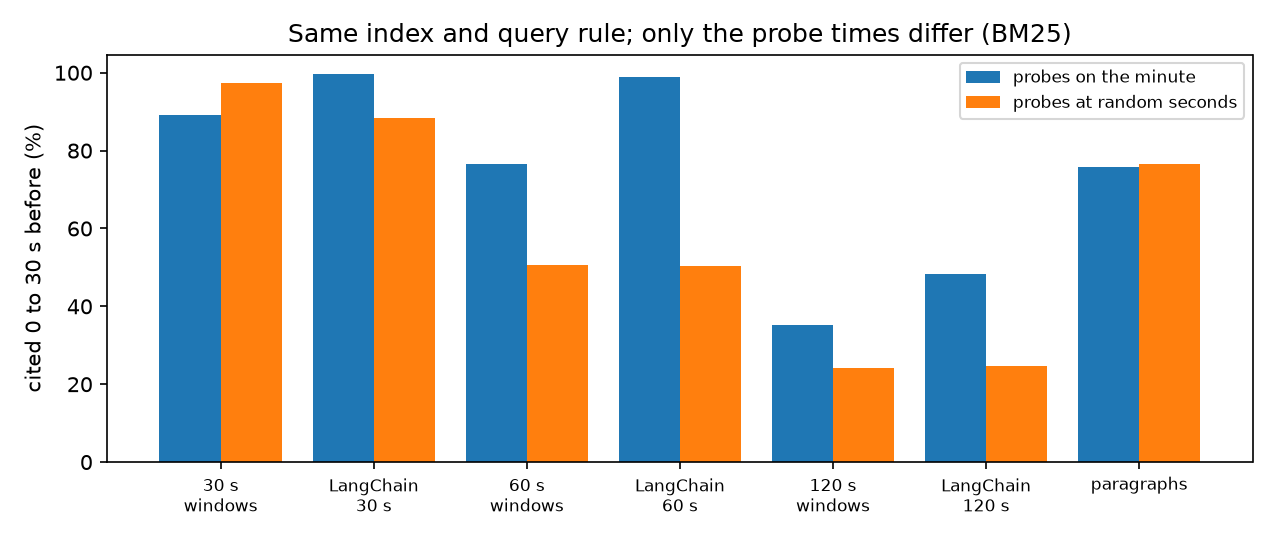 Same index and query rule; only the probe times differ (BM25)
probes on the minute
probes at random seconds
cited 0 to 30 s before (%)
100
80
60
40
20
0
30 s
windows
LangChain
30 s
60 s
windows
LangChain
60 s
120 s
windows
LangChain
120 s
paragraphs